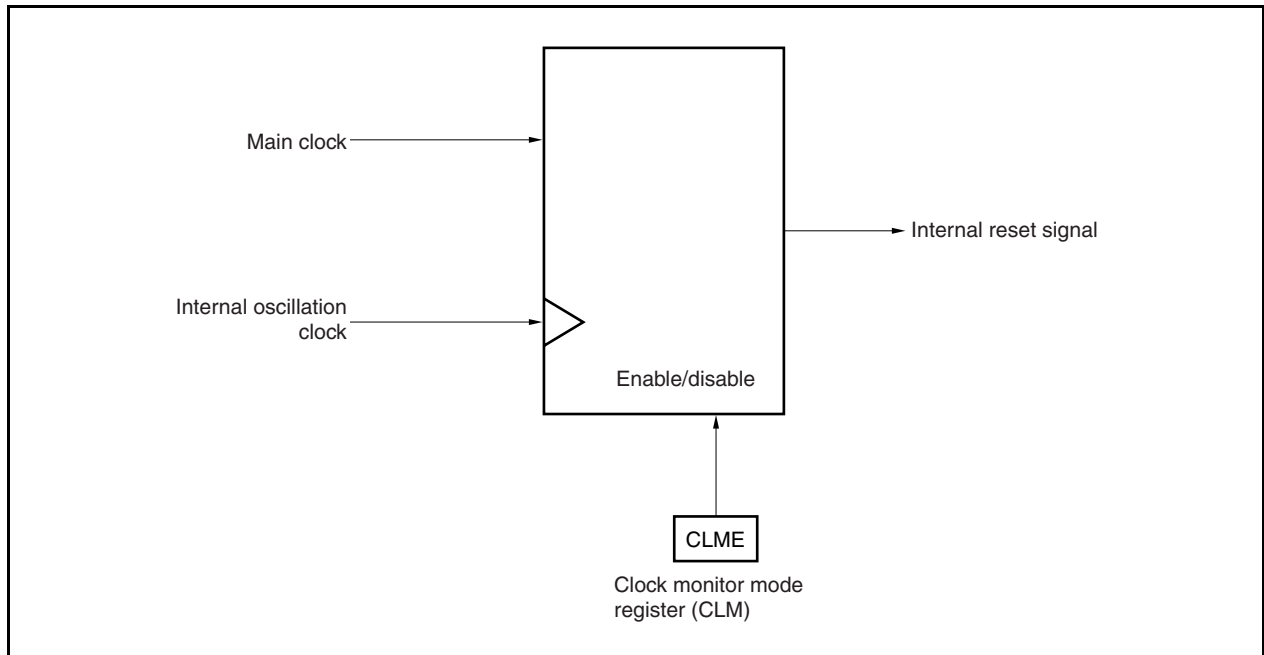 Main clock
Internal reset signal
Internal oscillation
clock
Enable/disable
CLME
Clock monitor mode
register (CLM)